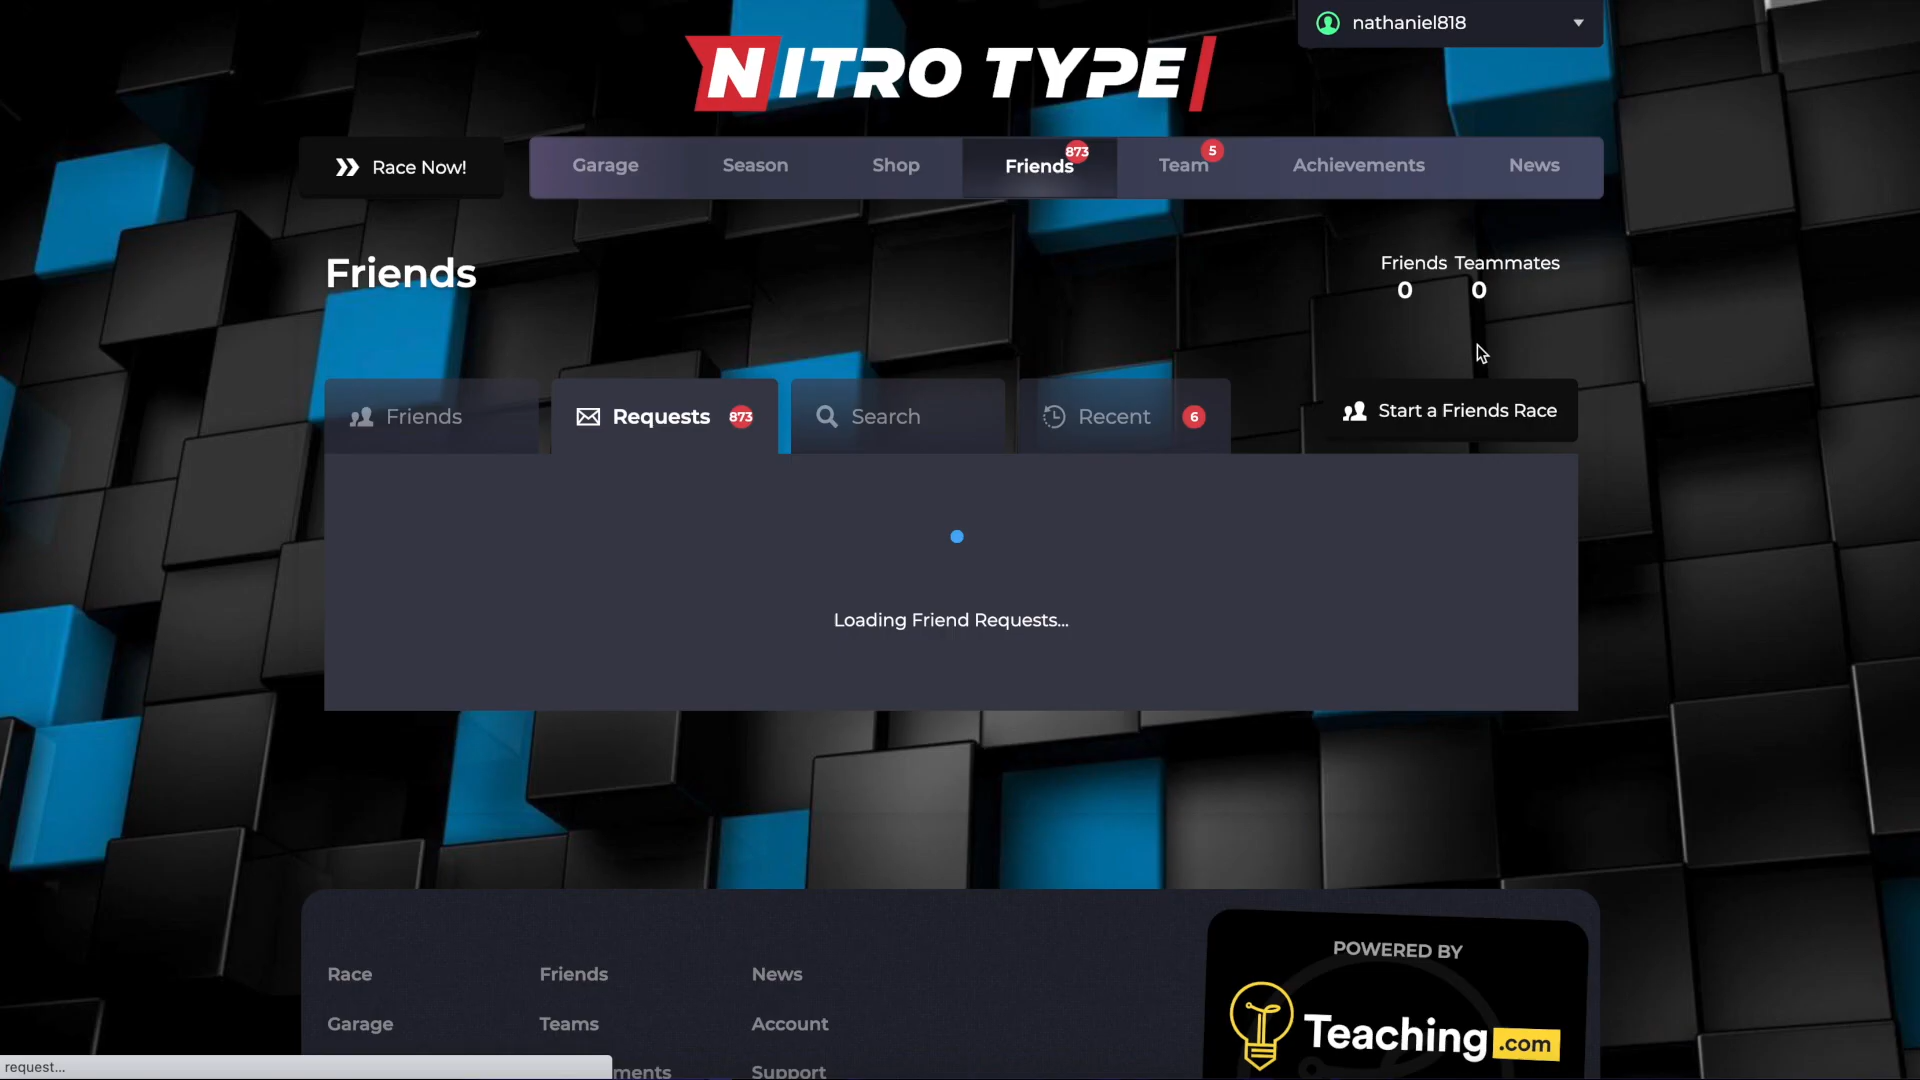 nathaniel818
NITRO TYPE
Race Now!
Garage
Season
Shop
Friends
873
Team
5
Achievements
News
Friends
Friends Teammates
0 0
Friends
Requests
873
Search
Recent
6
Start a Friends Race
Loading Friend Requests...
POWERED BY
Teaching.com
Race
Friends
News
Garage
Teams
Account
ments
Support
request...